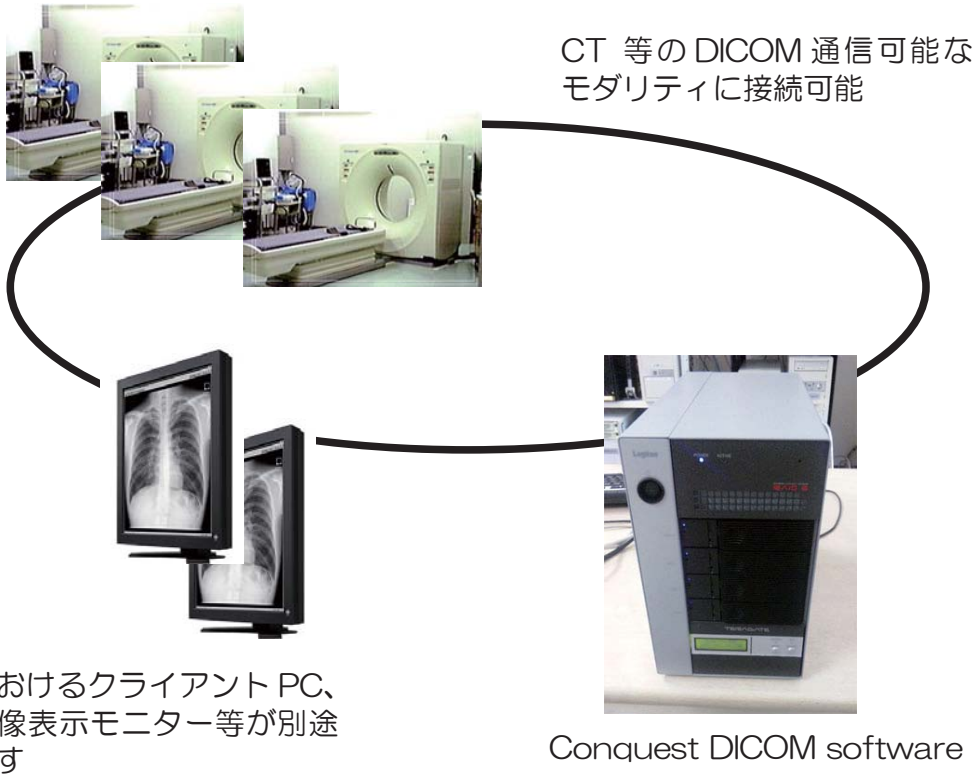 CT 等の DICOM 通信可能な
モダリティに接続可能
Logitec
TERAGATE
おけるクライアント PC、
像表示モニター等が別途
す
Conquest DICOM software